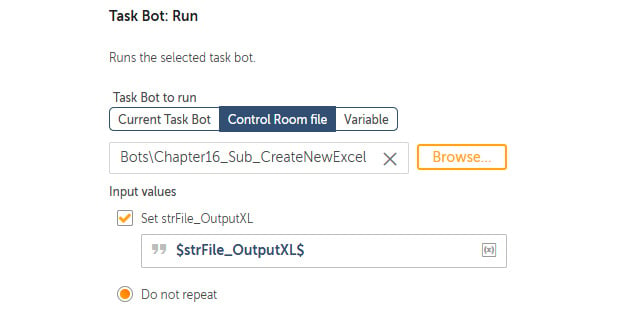 Task Bot: Run
Runs the selected task bot.
Task Bot to run
Current Task Bot Control Room file Variable
Bots\Chapter16_Sub_CreateNewExcel Browse...
Input values
Set strFile_OutputXL
$strFile_OutputXL$ (x)
Do not repeat